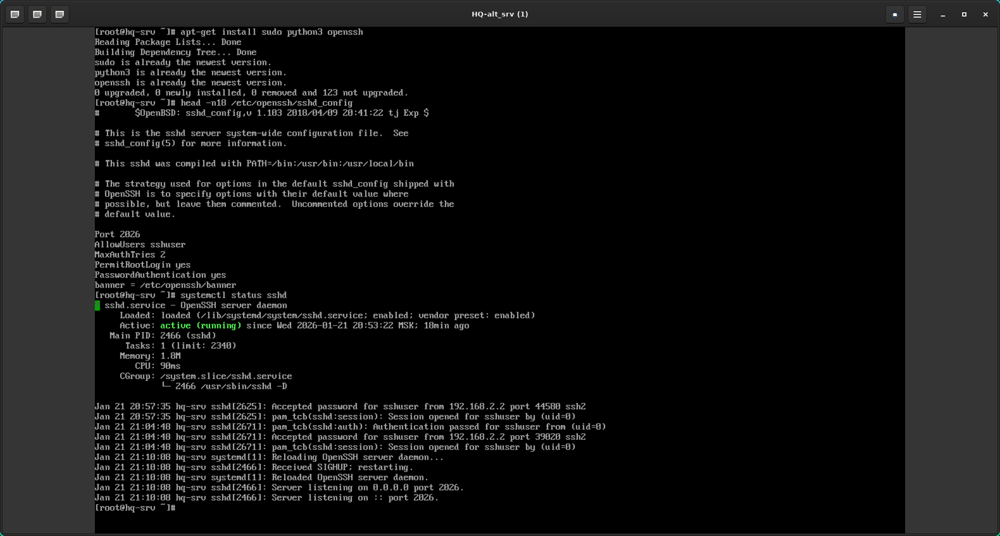 HQ-alt_srv (1)
[root@hq-srv ~]# apt-get install sudo python3 openssh
Reading Package Lists... Done
Building Dependency Tree... Done
sudo is already the newest version.
python3 is already the newest version.
openssh is already the newest version.
0 upgraded, 0 newly installed, 0 removed and 123 not upgraded.
[root@hq-srv ~]# head -n18 /etc/openssh/sshd_config
#       $OpenBSD: sshd_config,v 1.103 2018/04/09 20:41:22 tj Exp $
# This is the sshd server system-wide configuration file.  See
# sshd_config(5) for more information.
# This sshd was compiled with PATH=/bin:/usr/bin:/usr/local/bin
# The strategy used for options in the default sshd_config shipped with
# OpenSSH is to specify options with their default value where
# possible, but leave them commented.  Uncommented options override the
# default value.
Port 2026
AllowUsers sshuser
MaxAuthTries 2
PermitRootLogin yes
PasswordAuthentication yes
banner = /etc/openssh/banner
[root@hq-srv ~]# systemctl status sshd
sshd.service - OpenSSH server daemon
Loaded: loaded (/lib/systemd/system/sshd.service; enabled; vendor preset: enabled)
Active: active (running) since Wed 2026-01-21 20:53:22 MSK; 18min ago
Main PID: 2466 (sshd)
Tasks: 1 (limit: 2340)
Memory: 1.8M
CPU: 90ms
CGroup: /system.slice/sshd.service
└─ 2466 /usr/sbin/sshd -D
Jan 21 20:57:35 hq-srv sshd[2625]: Accepted password for sshuser from 192.168.2.2 port 44580 ssh2
Jan 21 20:57:35 hq-srv sshd[2625]: pam_tcb(sshd:session): Session opened for sshuser by (uid=0)
Jan 21 21:04:48 hq-srv sshd[2671]: pam_tcb(sshd:auth): Authentication passed for sshuser from (uid=0)
Jan 21 21:04:48 hq-srv sshd[2671]: Accepted password for sshuser from 192.168.2.2 port 39020 ssh2
Jan 21 21:04:48 hq-srv sshd[2671]: pam_tcb(sshd:session): Session opened for sshuser by (uid=0)
Jan 21 21:10:08 hq-srv systemd[1]: Reloading OpenSSH server daemon...
Jan 21 21:10:08 hq-srv sshd[2466]: Received SIGHUP; restarting.
Jan 21 21:10:08 hq-srv systemd[1]: Reloaded OpenSSH server daemon.
Jan 21 21:10:08 hq-srv sshd[2466]: Server listening on 0.0.0.0 port 2026.
Jan 21 21:10:08 hq-srv sshd[2466]: Server listening on :: port 2026.
[root@hq-srv ~]#